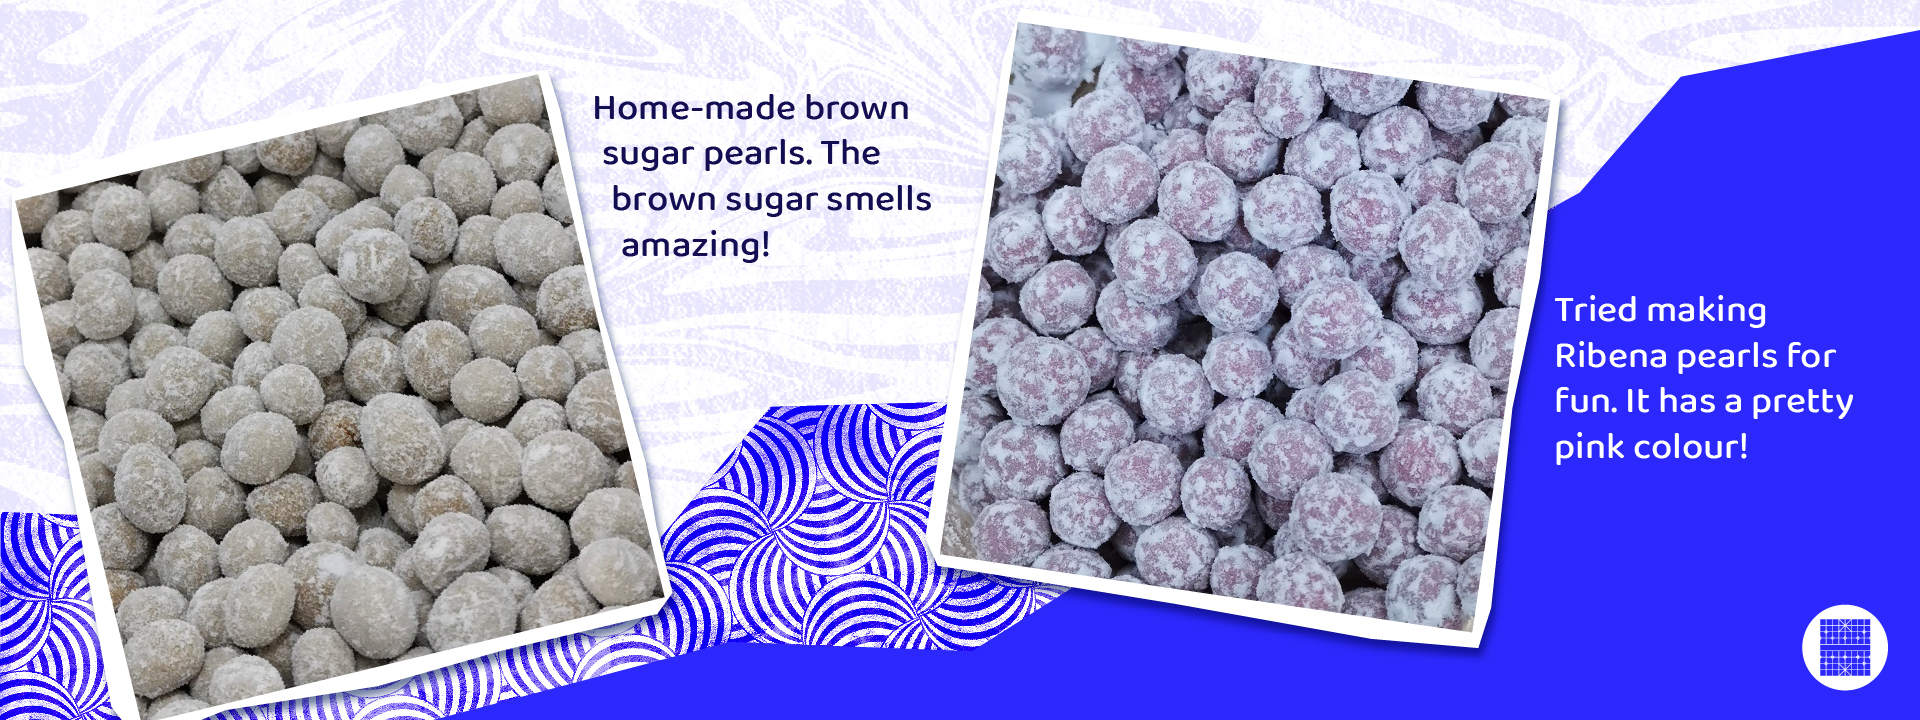 Home-made brown
sugar pearls. The
brown sugar smells
amazing!
Tried making
Ribena pearls for
fun. It has a pretty
pink colour!